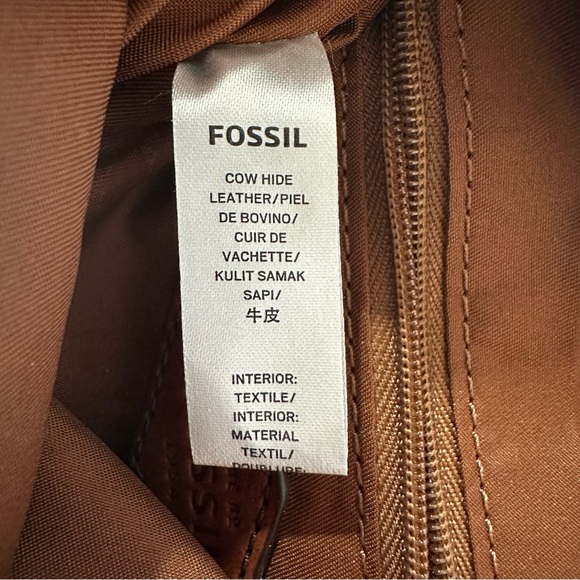 FOSSIL
COW HIDE
LEATHER/PIEL
DE BOVINO/
CUIR DE
VACHETTE/
KULIT SAMAK
SAPI/
牛皮
INTERIOR:
TEXTILE/
INTERIOR:
MATERIAL
TEXTIL/
DOUBLURE: